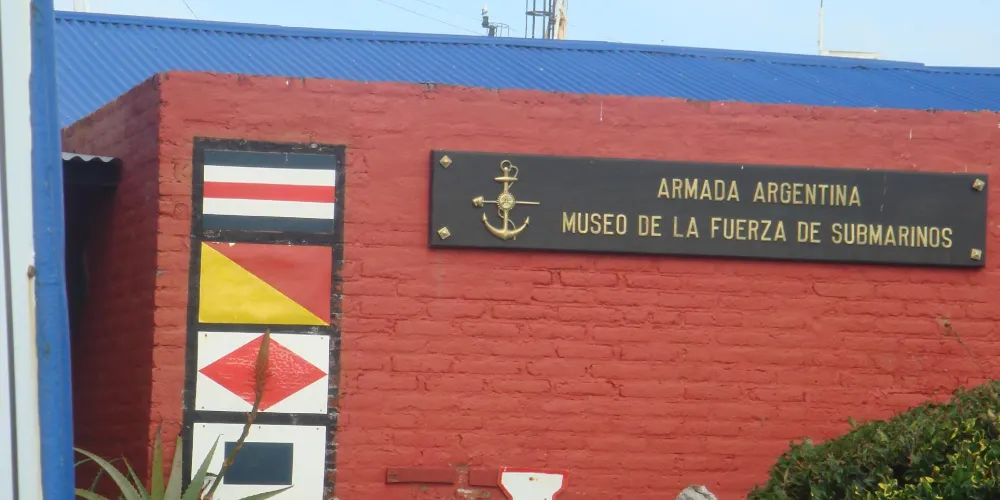 ARMADA ARGENTINA
MUSEO DE LA FUERZA DE SUBMARINOS